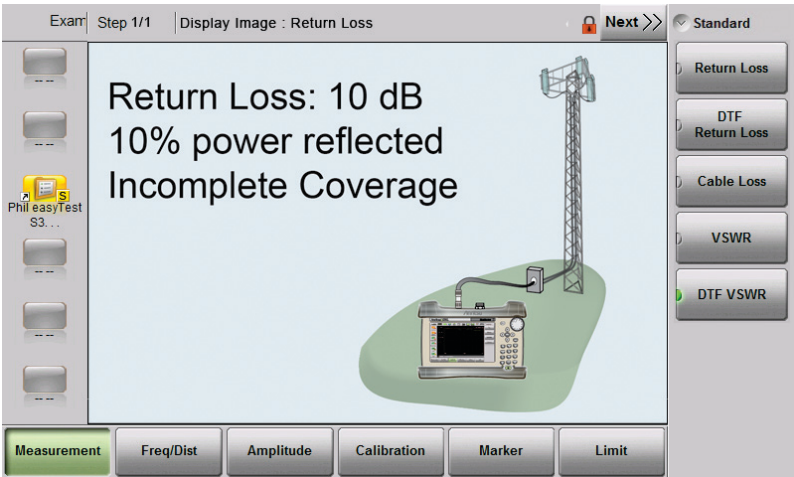 Exam
Step 1/1
Display Image : Return Loss
Next >>
Standard
Return Loss: 10 dB
10% power reflected
Incomplete Coverage
-- --
-- --
S
Phil easyTest
S3. . .
-- --
-- --
-- --
Return Loss
DTF
Return Loss
Cable Loss
VSWR
DTF VSWR
Measurement
Freq/Dist
Amplitude
Calibration
Marker
Limit